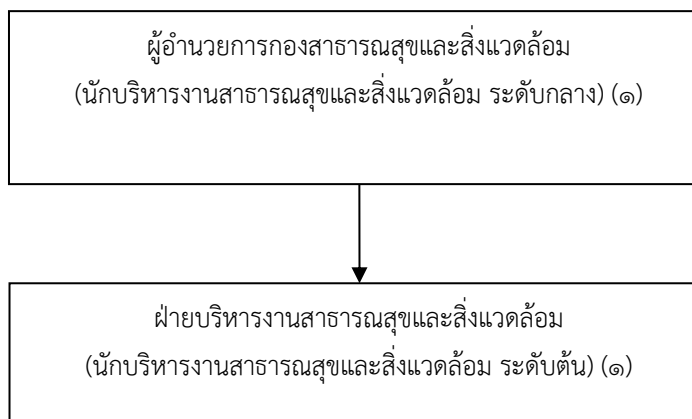 ผู้อำนวยการกองสาธารณสุขและสิ่งแวดล้อม
(นักบริหารงานสาธารณสุขและสิ่งแวดล้อม ระดับกลาง) (๑)
ฝ่ายบริหารงานสาธารณสุขและสิ่งแวดล้อม
(นักบริหารงานสาธารณสุขและสิ่งแวดล้อม ระดับต้น) (๑)